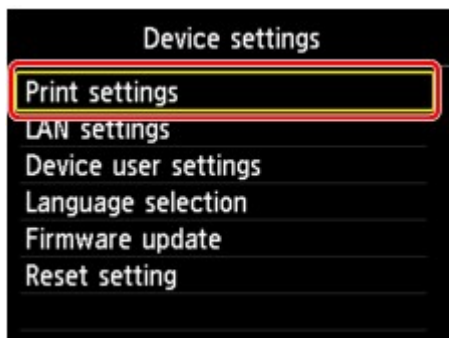 Device settings
Print settings
LAN settings
Device user settings
Language selection
Firmware update
Reset setting